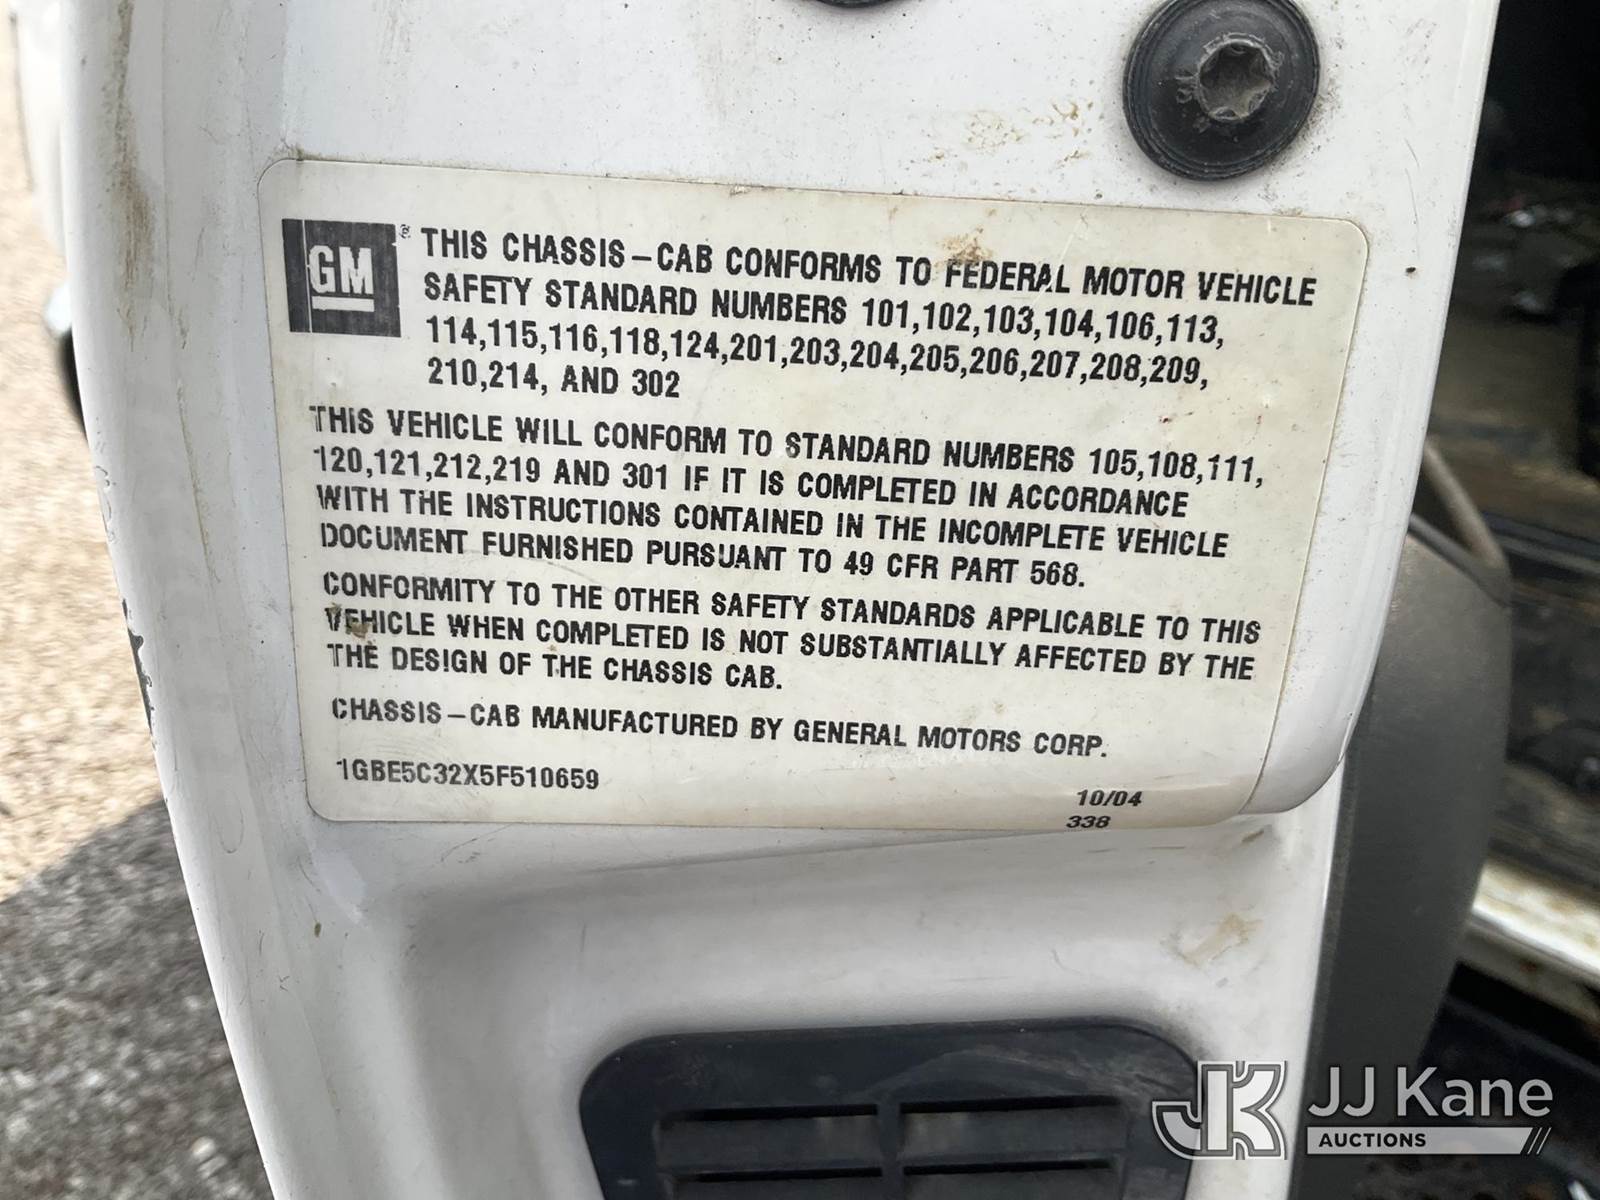 GM® THIS CHASSIS-CAB CONFORMS TO FEDERAL MOTOR VEHICLE
SAFETY STANDARD NUMBERS 101,102,103,104,106,113,
114,115,116,118,124,201,203,204,205,206,207,208,209,
210,214, AND 302
THIS VEHICLE WILL CONFORM TO STANDARD NUMBERS 105,108,111,
120,121,212,219 AND 301 IF IT IS COMPLETED IN ACCORDANCE
WITH THE INSTRUCTIONS CONTAINED IN THE INCOMPLETE VEHICLE
DOCUMENT FURNISHED PURSUANT TO 49 CFR PART 568.
CONFORMITY TO THE OTHER SAFETY STANDARDS APPLICABLE TO THIS
VEHICLE WHEN COMPLETED IS NOT SUBSTANTIALLY AFFECTED BY THE
THE DESIGN OF THE CHASSIS CAB.
CHASSIS-CAB MANUFACTURED BY GENERAL MOTORS CORP.
1GBE5C32X5F510659
10/04
338
JK JJ Kane
AUCTIONS